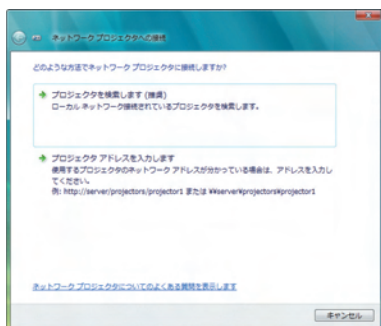 ネットワーク プロジェクタへの接続
どのような方法でネットワーク プロジェクタに接続しますか?
プロジェクタを検索します (推奨)
ローカル ネットワーク接続されているプロジェクタを検索します。
プロジェクタ アドレスを入力します
使用するプロジェクタのネットワーク アドレスが分かっている場合は、アドレスを入力し
てください。
例: http://server/projectors/projector1 または ¥¥server¥projectors¥projector1
ネットワーク プロジェクタについてのよくある質問を表示します
キャンセル